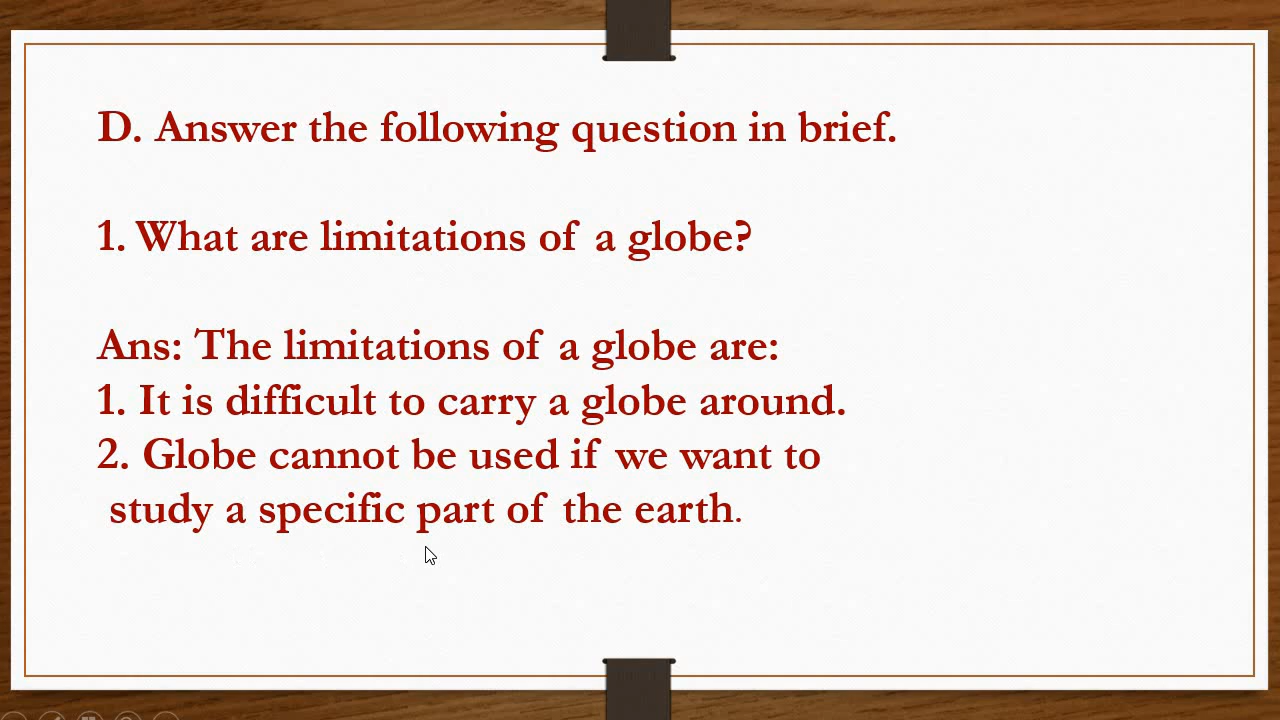 D. Answer the following question in brief.
1. What are limitations of a globe?
Ans: The limitations of a globe are:
1. It is difficult to carry a globe around.
2. Globe cannot be used if we want to
study a specific part of the earth.